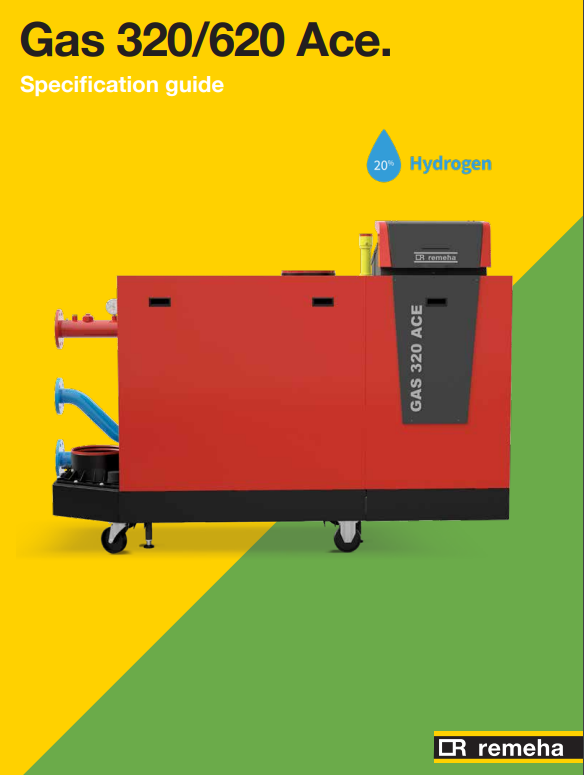 Gas 320/620 Ace.
Specification guide
20%
Hydrogen
remeha
GAS 320 ACE
remeha